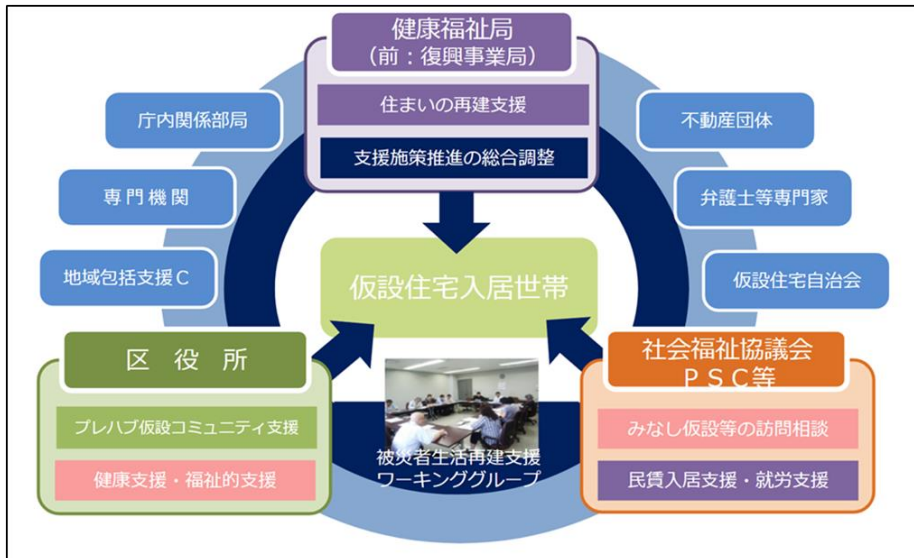 健康福祉局
（前：復興事業局）
住まいの再建支援
支援施策推進の総合調整
庁内関係部局
専門機関
地域包括支援C
不動産団体
弁護士等専門家
仮設住宅自治会
仮設住宅入居世帯
区役所
プレハブ仮設コミュニティ支援
健康支援・福祉的支援
被災者生活再建支援
ワーキンググループ
社会福祉協議会
PSC等
みなし仮設等の訪問相談
民賃入居支援・就労支援